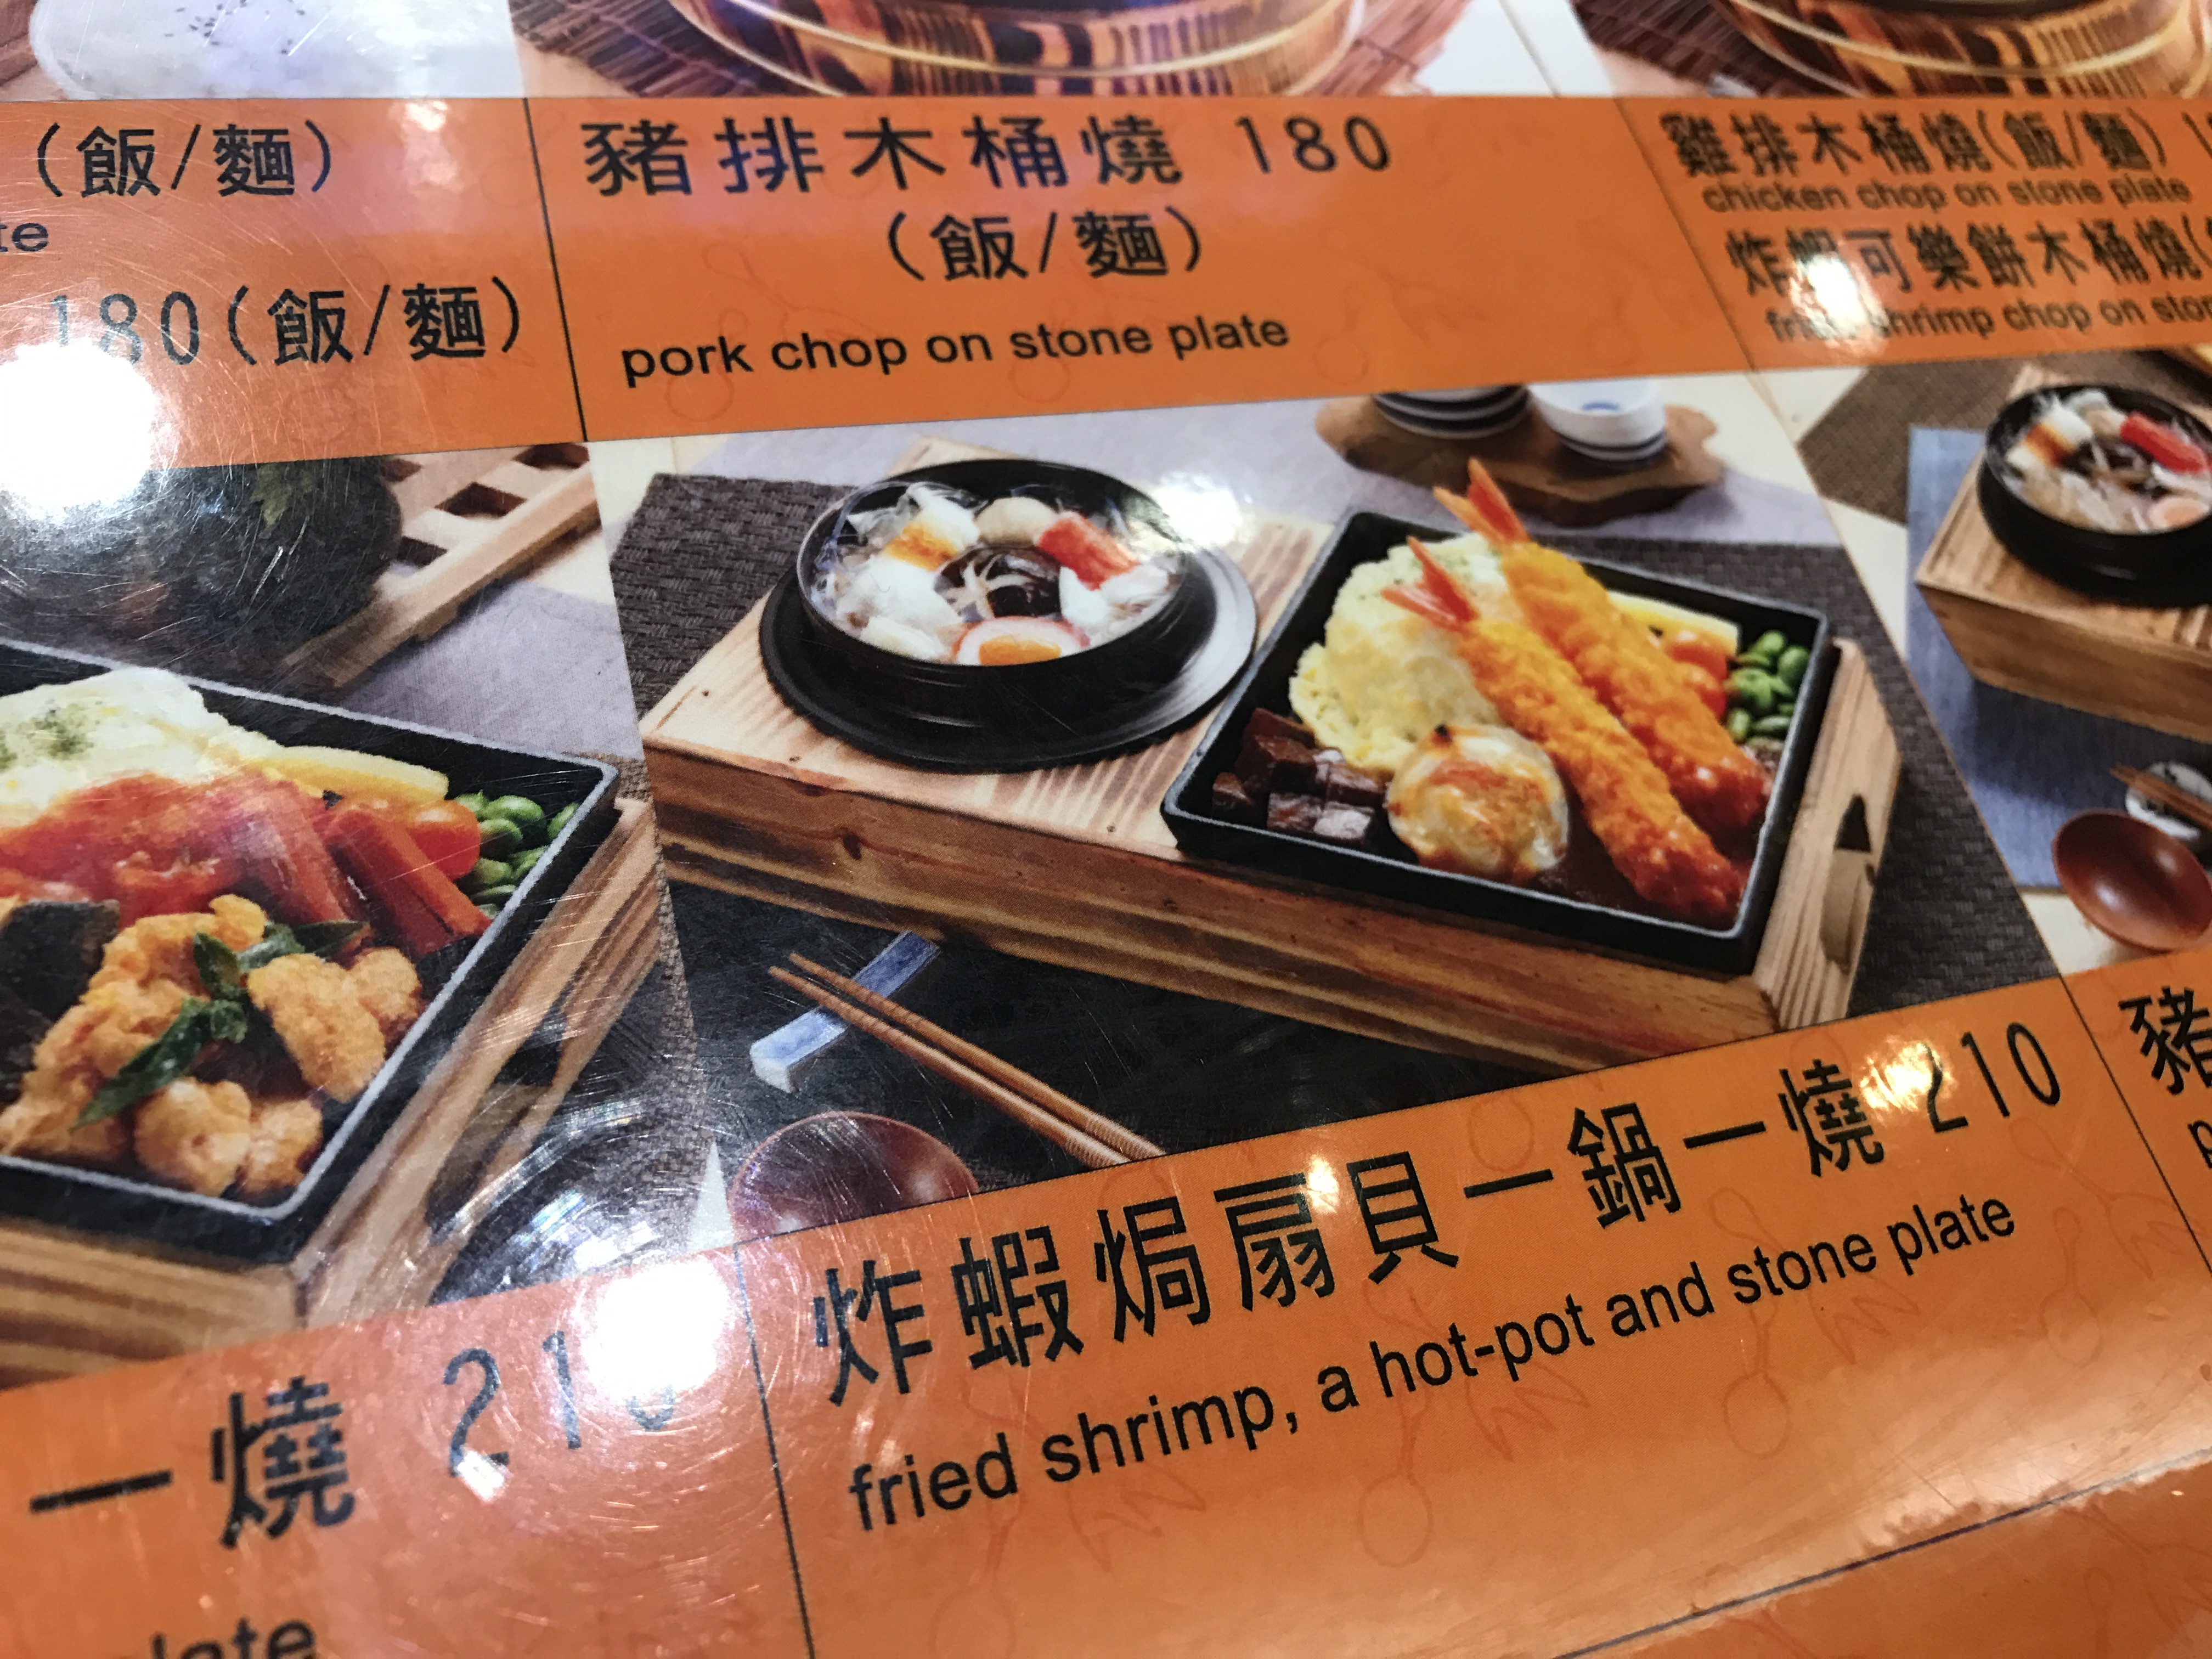 (飯/麵)
180(飯/麵)
豬排木桶燒 180
(飯/麵)
pork chop on stone plate
雞排木桶燒(飯/麵)
chicken chop on stone plate
炸蝦可樂餅木桶燒(
shrimp chop on
一燒 210
炸蝦焗扇貝一鍋一燒 210
fried shrimp, a hot-pot and stone plate
豬